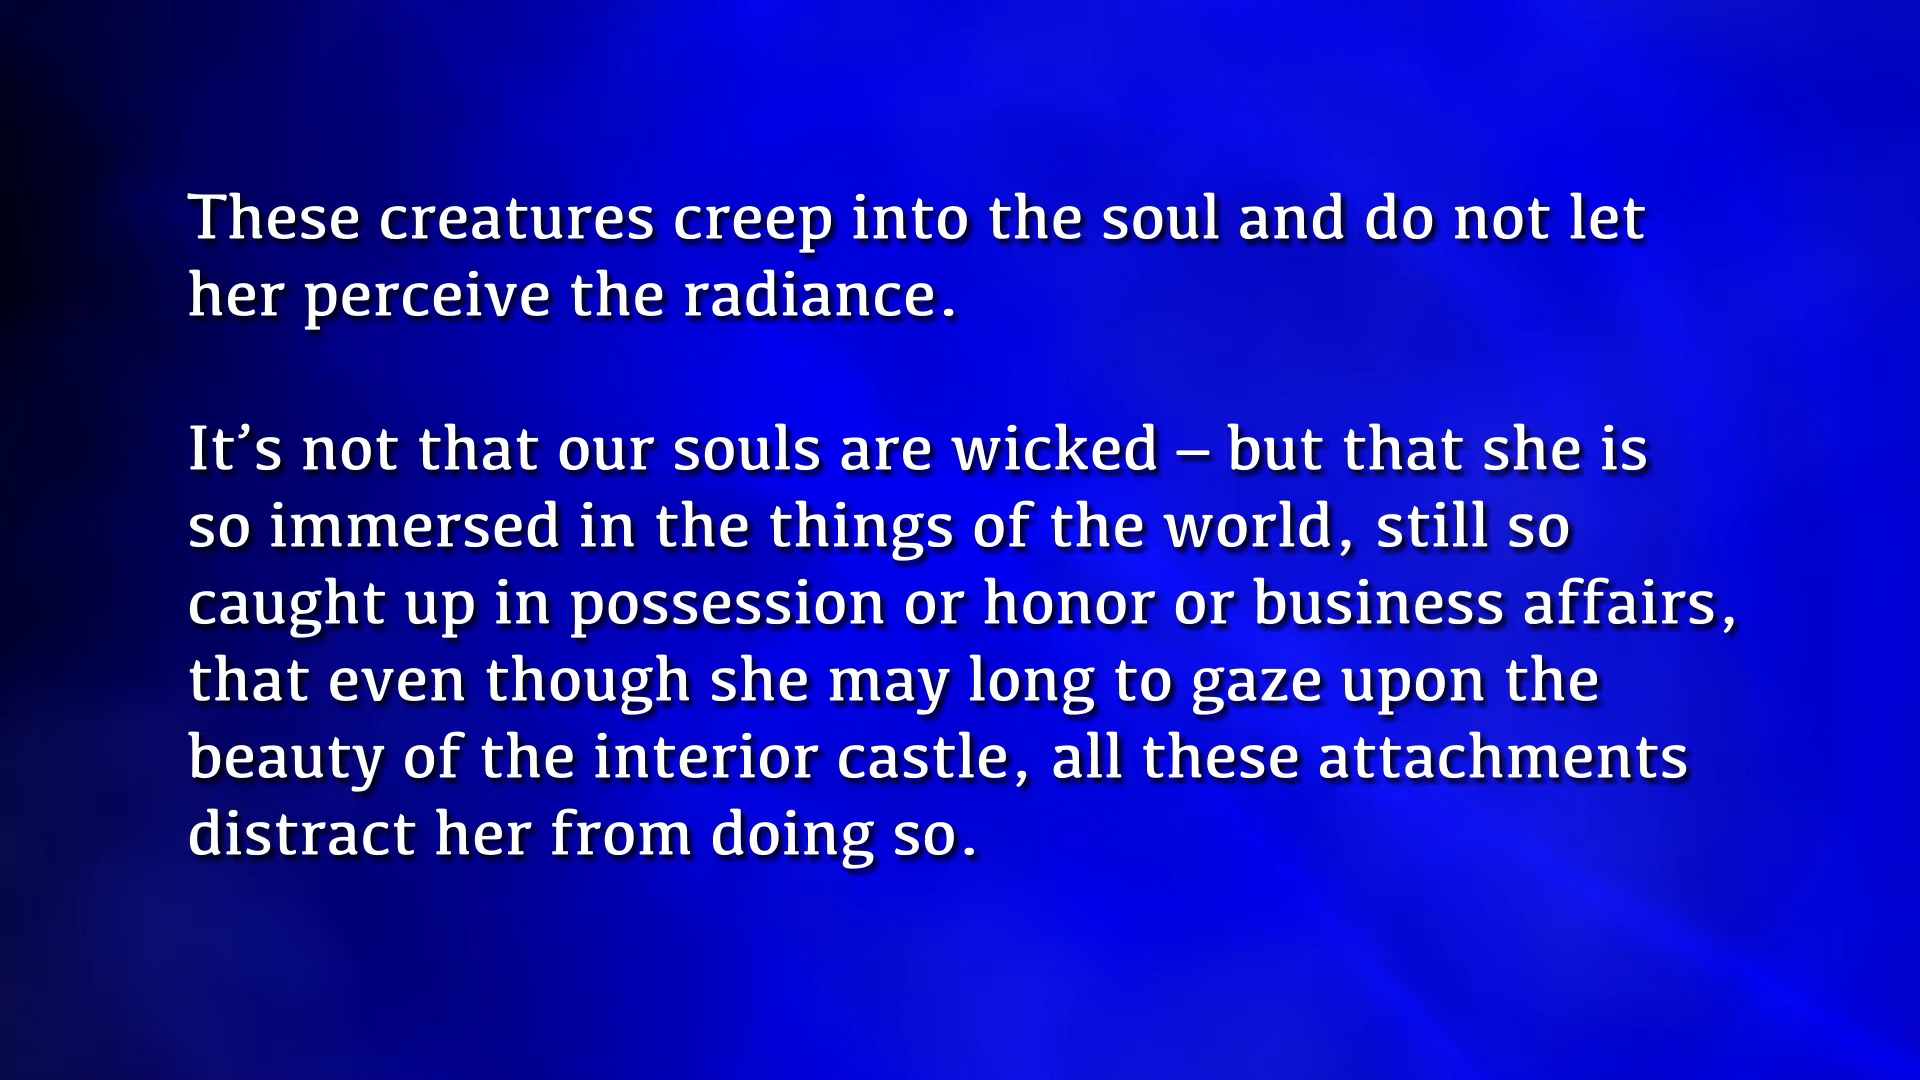 These creatures creep into the soul and do not let
her perceive the radiance.
It’s not that our souls are wicked – but that she is
so immersed in the things of the world, still so
caught up in possession or honor or business affairs,
that even though she may long to gaze upon the
beauty of the interior castle, all these attachments
distract her from doing so.